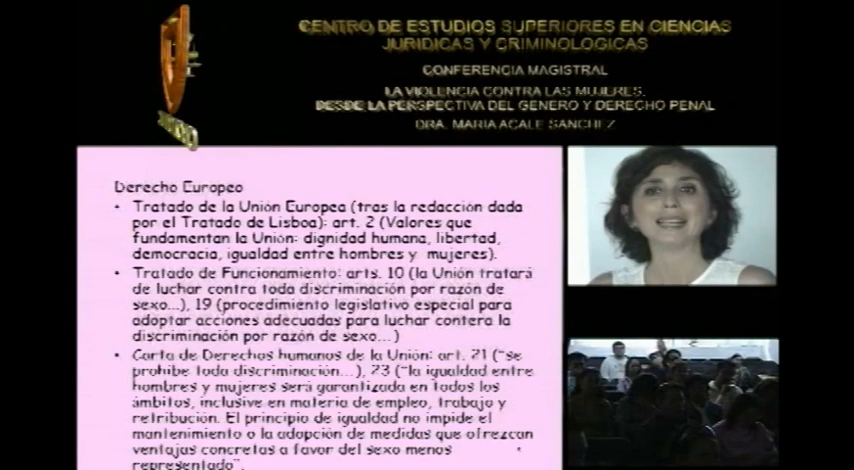 CENTRO DE ESTUDIOS SUPERIORES EN CIENCIAS
JURIDICAS Y CRIMINOLOGICAS
CONFERENCIA MAGISTRAL
LA VIOLENCIA CONTRA LAS MUJERES.
DESDE LA PERSPECTIVA DEL GENERO Y DERECHO PENAL
DRA. MARIA ACALE SANCHEZ
Derecho Europeo
• Tratado de la Unión Europea (tras la redacción dada
por el Tratado de Lisboa): art. 2 (Valores que
fundamentan la Unión: dignidad humana, libertad,
democracia, igualdad entre hombres y mujeres).
• Tratado de Funcionamiento: arts. 10 (la Unión tratará
de luchar contra toda discriminación por razón de
sexo...), 19 (procedimiento legislativo especial para
adoptar acciones adecuadas para luchar contera la
discriminación por razón de sexo...)
• Carta de Derechos humanos de la Unión: art. 21 ("se
prohíbe toda discriminación...), 23 ("la igualdad entre
hombres y mujeres será garantizada en todos los
ámbitos, inclusive en materia de empleo, trabajo y
retribución. El principio de igualdad no impide el
mantenimiento o la adopción de medidas que ofrezcan
ventajas concretas a favor del sexo menos
representado".